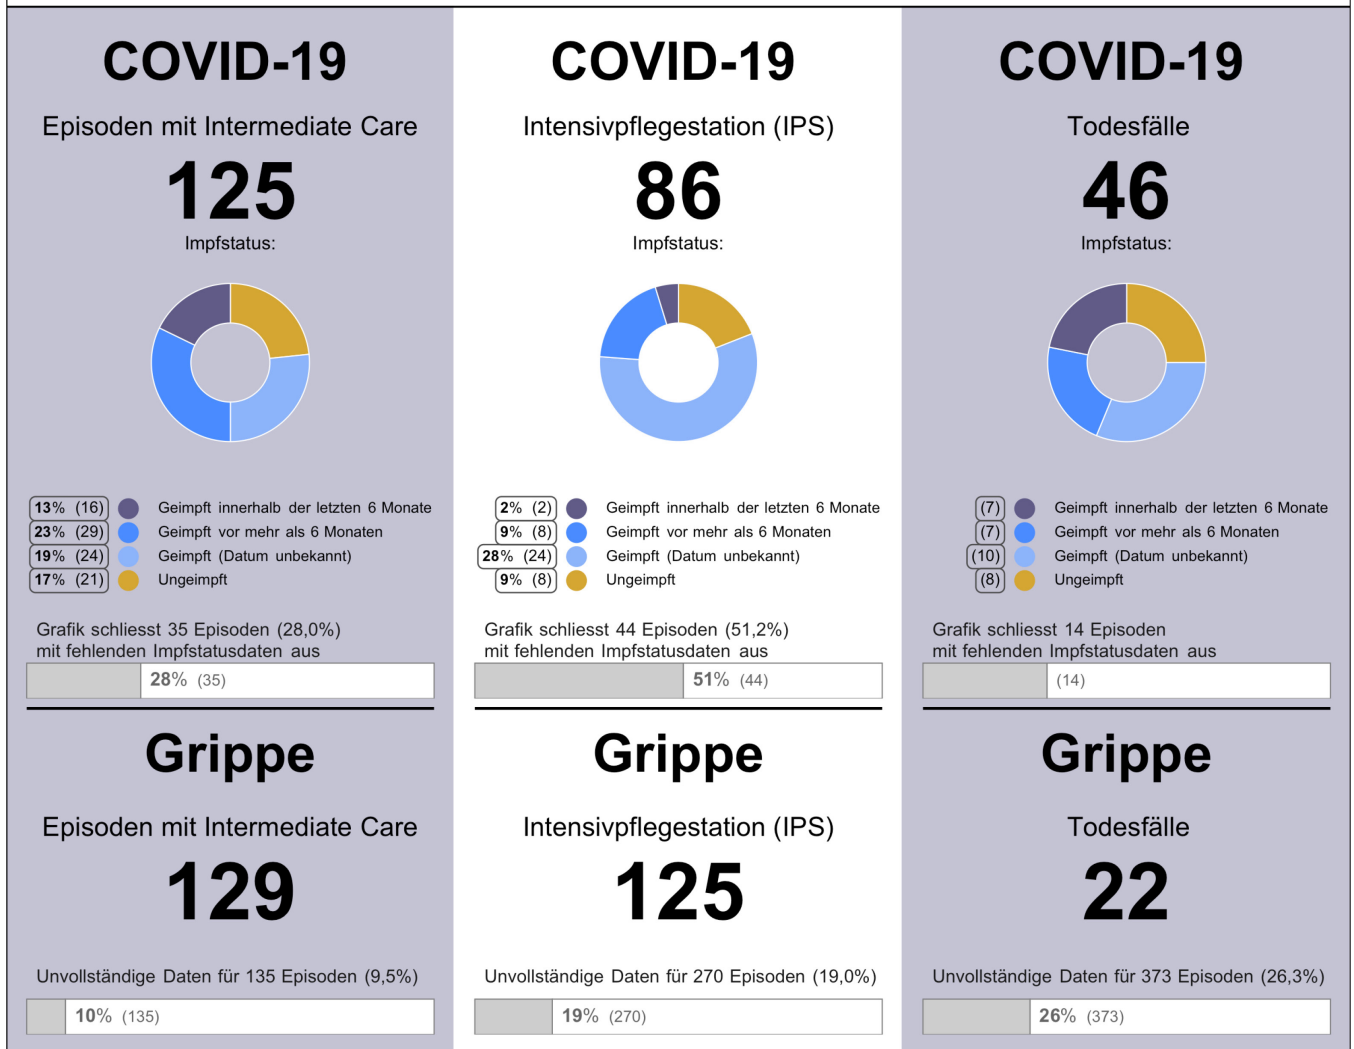 COVID-19
Episoden mit Intermediate Care
125
Impfstatus:
13% (16) Geimpft innerhalb der letzten 6 Monate
23% (29) Geimpft vor mehr als 6 Monaten
19% (24) Geimpft (Datum unbekannt)
17% (21) Ungeimpft
Grafik schliesst 35 Episoden (28,0%)
mit fehlenden Impfstatusdaten aus
28% (35)
COVID-19
Intensivpflegestation (IPS)
86
Impfstatus:
2% (2) Geimpft innerhalb der letzten 6 Monate
9% (8) Geimpft vor mehr als 6 Monaten
28% (24) Geimpft (Datum unbekannt)
9% (8) Ungeimpft
Grafik schliesst 44 Episoden (51,2%)
mit fehlenden Impfstatusdaten aus
51% (44)
COVID-19
Todesfälle
46
Impfstatus:
(7) Geimpft innerhalb der letzten 6 Monate
(7) Geimpft vor mehr als 6 Monaten
(10) Geimpft (Datum unbekannt)
(8) Ungeimpft
Grafik schliesst 14 Episoden
mit fehlenden Impfstatusdaten aus
(14)
Grippe
Episoden mit Intermediate Care
129
Unvollständige Daten für 135 Episoden (9,5%)
10% (135)
Grippe
Intensivpflegestation (IPS)
125
Unvollständige Daten für 270 Episoden (19,0%)
19% (270)
Grippe
Todesfälle
22
Unvollständige Daten für 373 Episoden (26,3%)
26% (373)